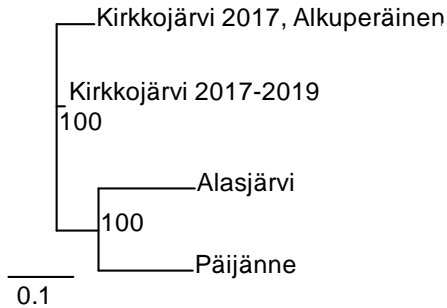 Kirkkojärvi 2017, Alkuperäinen
Kirkkojärvi 2017-2019
100
Alasjärvi
100
Päijänne
0.1